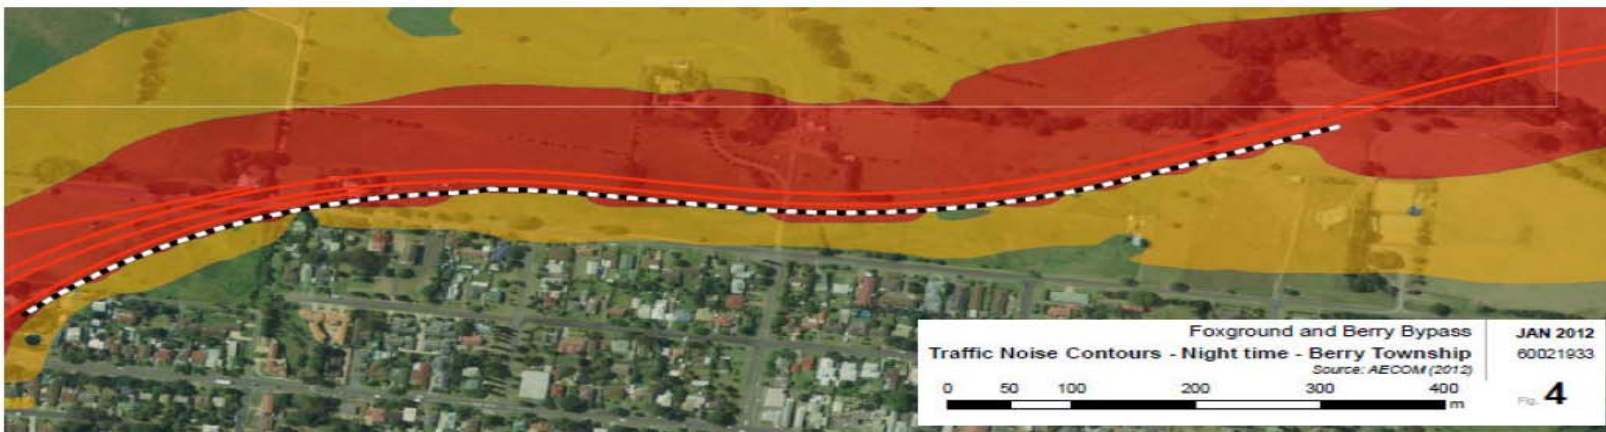 Foxground and Berry Bypass
Traffic Noise Contours - Night time - Berry Township
Source: AECOM (2012)
0 50 100 200 300 400
m
JAN 2012
60021933
Fig. 4